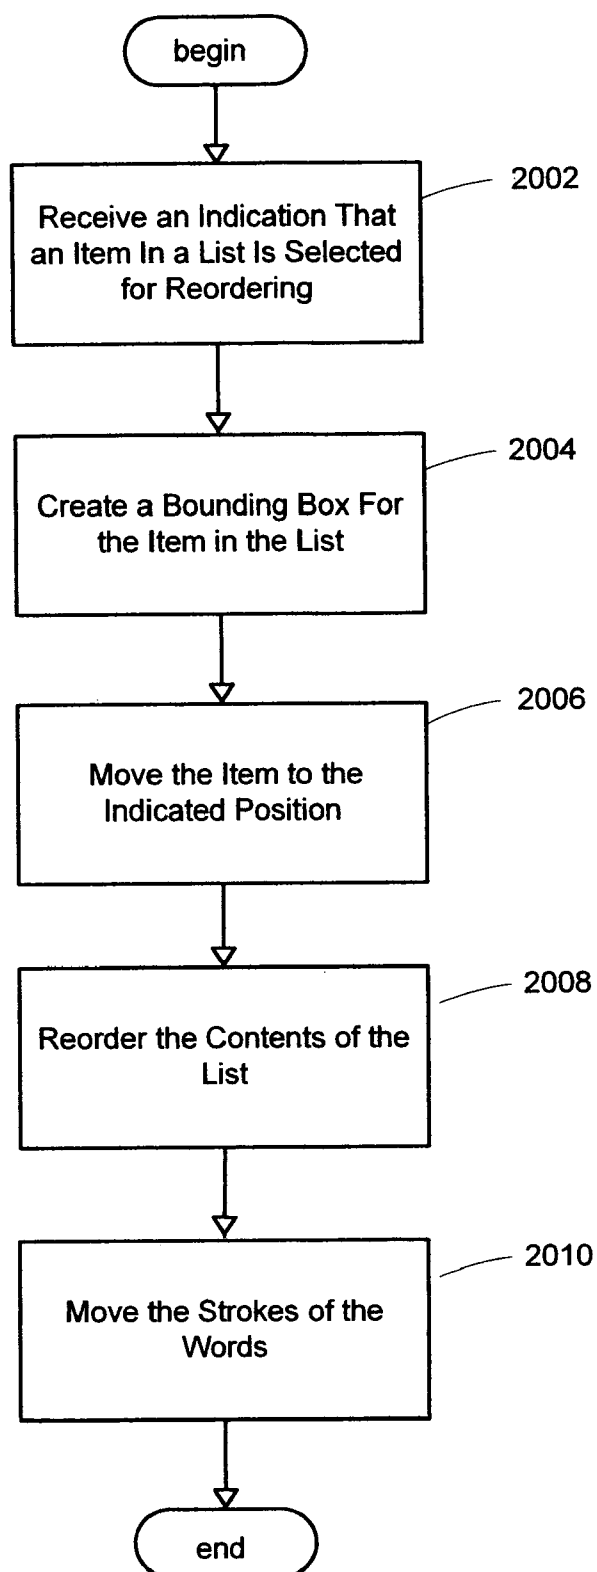 begin
2002
Receive an Indication That
an Item In a List Is Selected
for Reordering
2004
Create a Bounding Box For
the Item in the List
2006
Move the Item to the
Indicated Position
2008
Reorder the Contents of the
List
2010
Move the Strokes of the
Words
end